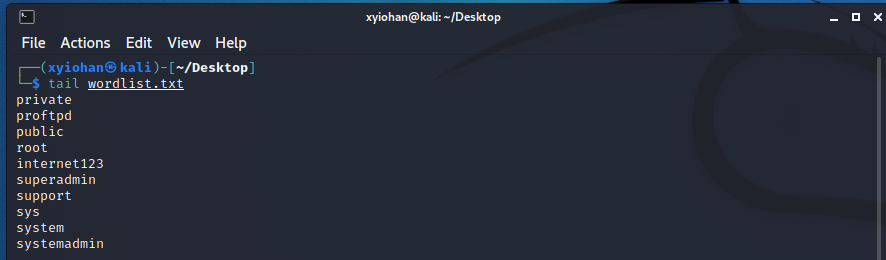 xyiohan@kali: ~/Desktop
File Actions Edit View Help
┌──(xyiohan㉿kali)-[~/Desktop]
└─$ tail wordlist.txt
private
proftpd
public
root
internet123
superadmin
support
sys
system
systemadmin